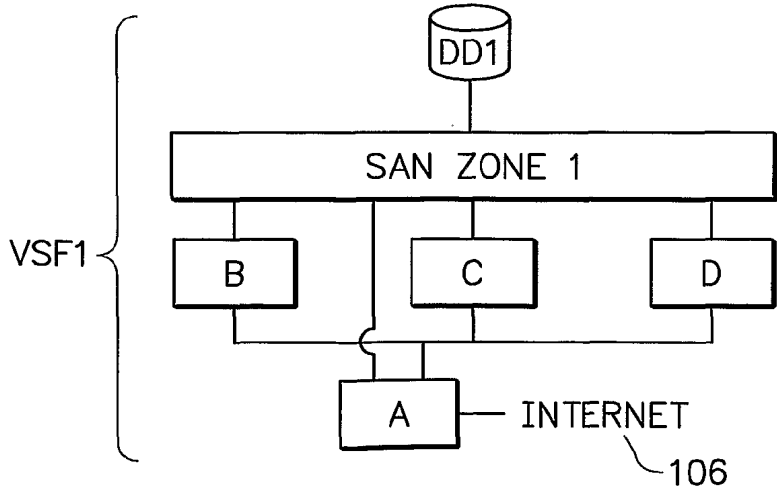 DD1
SAN ZONE 1
VSF1
B
C
D
A
INTERNET
106